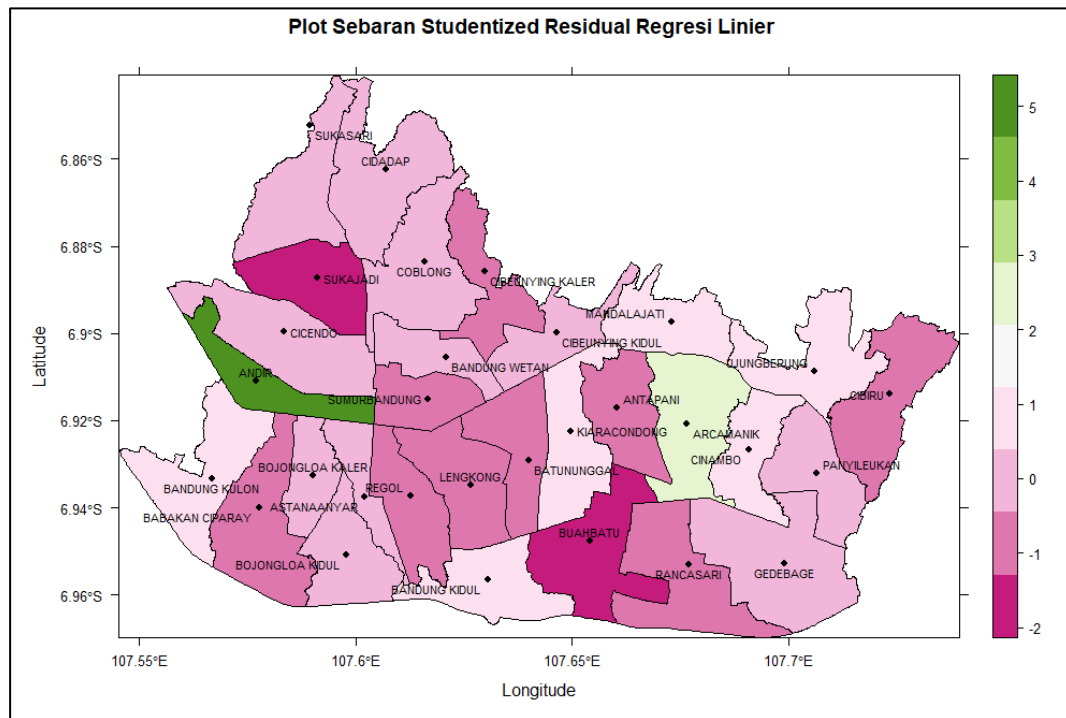 Plot Sebaran Studentized Residual Regresi Linier
Latitude
6.86°S
6.88°S
6.9°S
6.92°S
6.94°S
6.96°S
SUKASARI
CIDADAP
COBLONG
SUKAJADI
CIBEUNYING KALER
MANDALAJATI
CICENDO
CIBEUNYING KIDUL
BANDUNG WETAN
UJUNGBERUNG
ANDIR
SUMURBANDUNG
ANTAPANI
CIBIRU
KIARACONDONG
ARCAMANIK
CINAMBO
BOJONGLOA KALER
REGOL
LENGKONG
BATUNUNGGAL
PANYILEUKAN
BANDUNG KULON
ASTANAANYAR
BABAKAN CIPARAY
BUAHBATU
BOJONGLOA KIDUL
RANCASARI
GEDEBAGE
BANDUNG KIDUL
107.55°E
107.6°E
107.65°E
107.7°E
Longitude
5
4
3
2
1
0
-1
-2